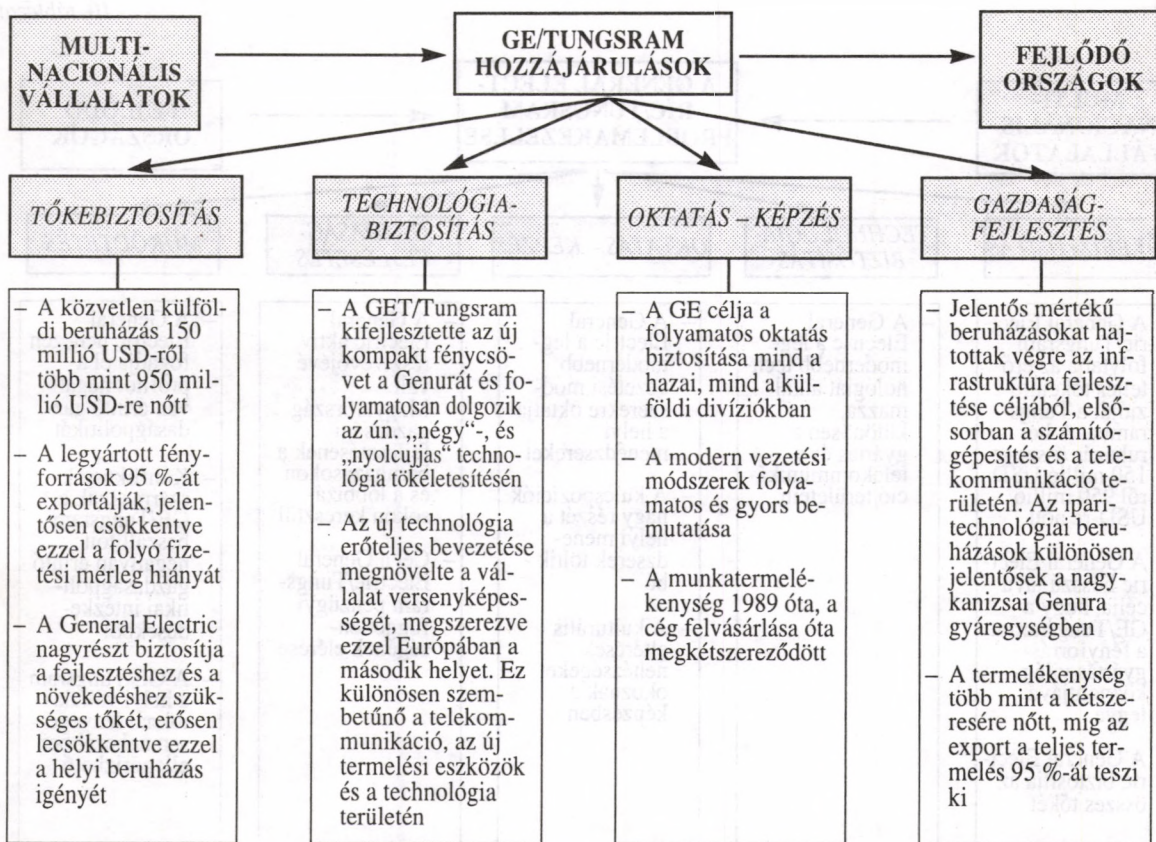 MULTI-
NACIONÁLIS
VÁLLALATOK
GE/TUNGSRAM
HOZZÁJÁRULÁSOK
FEJLŐDŐ
ORSZÁGOK
TŐKEBIZTOSÍTÁS
TECHNOLÓGIA-
BIZTOSÍTÁS
OKTATÁS – KÉPZÉS
GAZDASÁG-
FEJLESZTÉS
– A közvetlen külföl-
di beruházás 150
millió USD-ről
több mint 950 mil-
lió USD-re nőtt
– A legyártott fény-
források 95 %-át
exportálják, jelen-
tősen csökkentve
ezzel a folyó fize-
tési mérleg hiányát
– A General Electric
nagyrészt biztosítja
a fejlesztéshez és a
növekedéshez szük-
séges tőkét, erősen
lecsökkentve ezzel
a helyi beruházás
igényét
– A GET/Tungsram
kifejlesztette az új
kompakt fénycsö-
vet a Genurát és fo-
lyamatosan dolgozik
az ún. „négy”-, és
„nyolcujjas” techno-
lógia tökéletesítésén
– Az új technológia
erőteljes bevezetése
megnövelte a vál-
lalat versenyképes-
ségét, megszerezve
ezzel Európában a
második helyet. Ez
különösen szem-
betűnő a telekom-
munikáció, az új
termelési eszközök
és a technológia
területén
– A GE célja a
folyamatos oktatás
biztosítása mind a
hazai, mind a kül-
földi divíziókban
– A modern vezetési
módszerek folya-
matos és gyors be-
mutatása
– A munkatermelé-
kenység 1989 óta, a
cég felvásárlása óta
megkétszereződött
– Jelentős mértékű
beruházásokat haj-
tottak végre az inf-
rastruktúra fejlesz-
tése céljából, első-
sorban a számító-
gépesítés és a tele-
kommunikáció te-
rületén. Az ipari
technológiai beru-
házások különösen
jelentősek a nagy-
kanizsai Genura
gyáregységben
– A termelékenység
több mint a kétsze-
resére nőtt, míg az
export a teljes ter-
melés 95 %-át teszi
ki